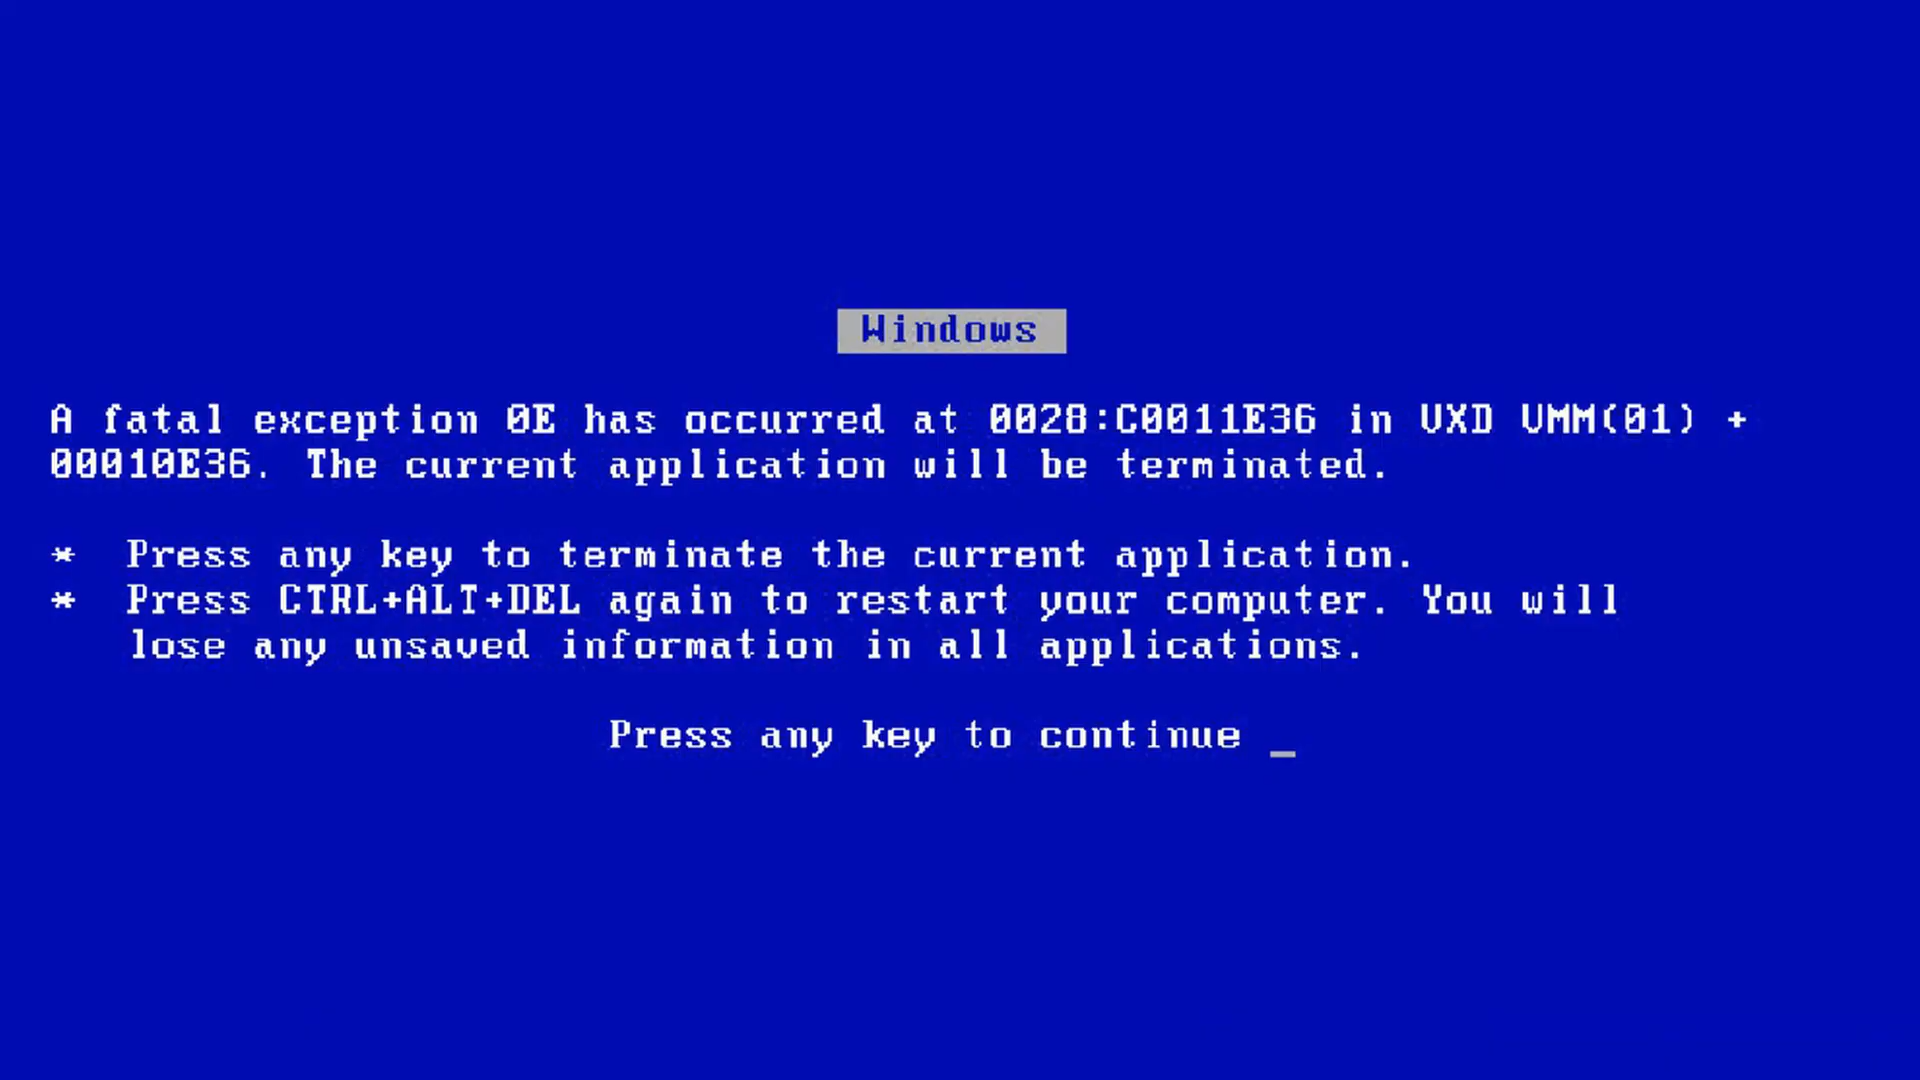 Windows
A fatal exception 0E has occurred at 0028:C0011E36 in VXD VMM(01) +
00010E36. The current application will be terminated.
* Press any key to terminate the current application.
* Press CTRL+ALT+DEL again to restart your computer. You will
lose any unsaved information in all applications.
Press any key to continue _